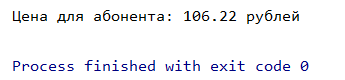 Цена для абонента: 106.22 рублей
Process finished with exit code 0